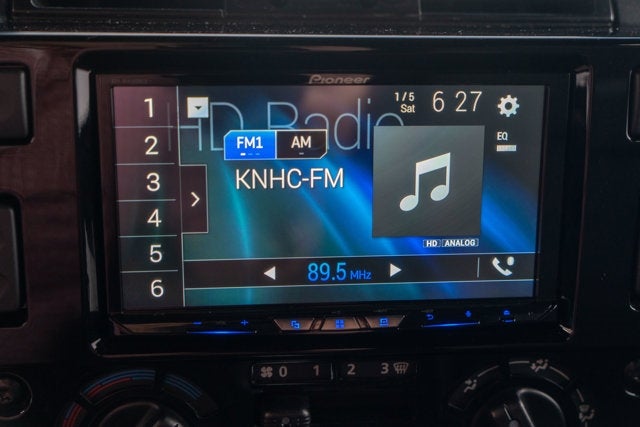 Pioneer
1/5
Sat
6 27
HD Radio
EQ
FM1
AM
KNHC-FM
HD ANALOG
89.5 MHz
1
2
3
4
5
6
0 1 2 3